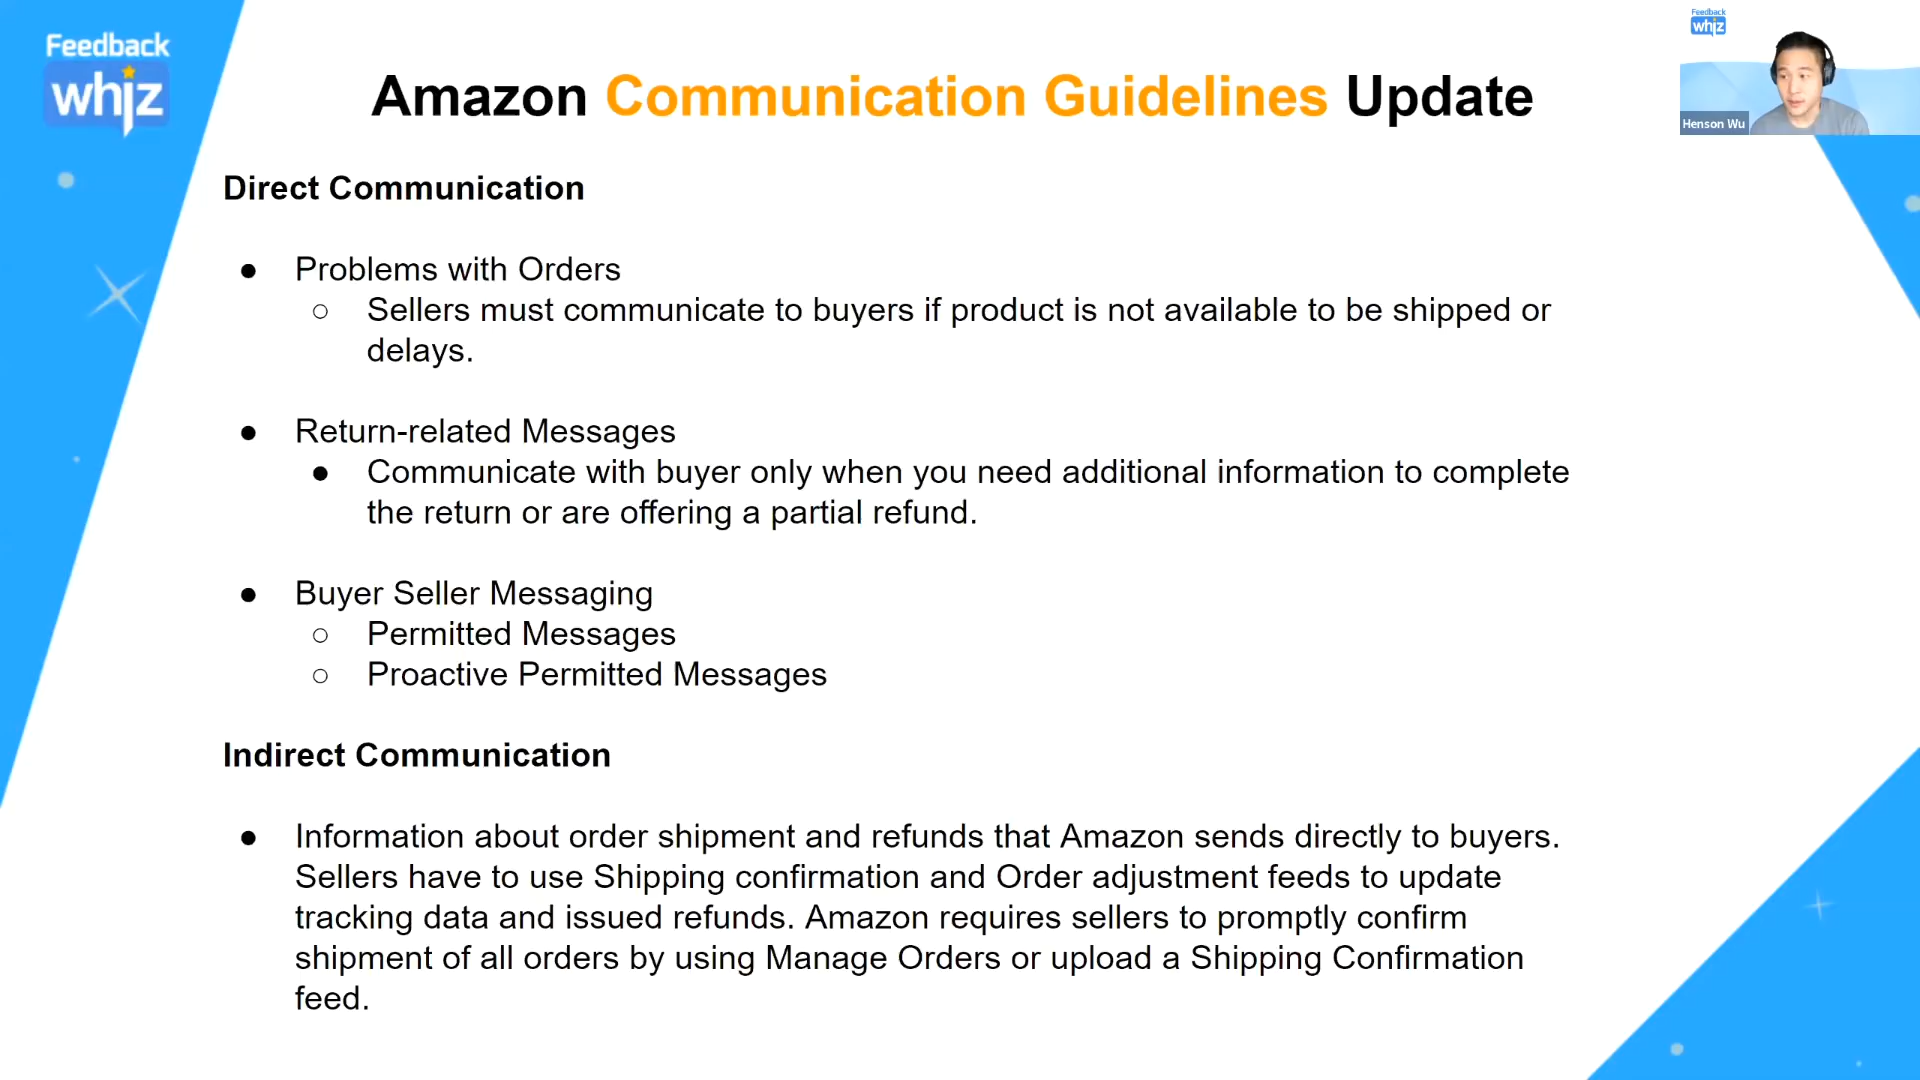 Feedback
whiz
Feedback
whiz
Henson Wu
Amazon Communication Guidelines Update
Direct Communication
● Problems with Orders
○ Sellers must communicate to buyers if product is not available to be shipped or
delays.
● Return-related Messages
● Communicate with buyer only when you need additional information to complete
the return or are offering a partial refund.
● Buyer Seller Messaging
○ Permitted Messages
○ Proactive Permitted Messages
Indirect Communication
● Information about order shipment and refunds that Amazon sends directly to buyers.
Sellers have to use Shipping confirmation and Order adjustment feeds to update
tracking data and issued refunds. Amazon requires sellers to promptly confirm
shipment of all orders by using Manage Orders or upload a Shipping Confirmation
feed.